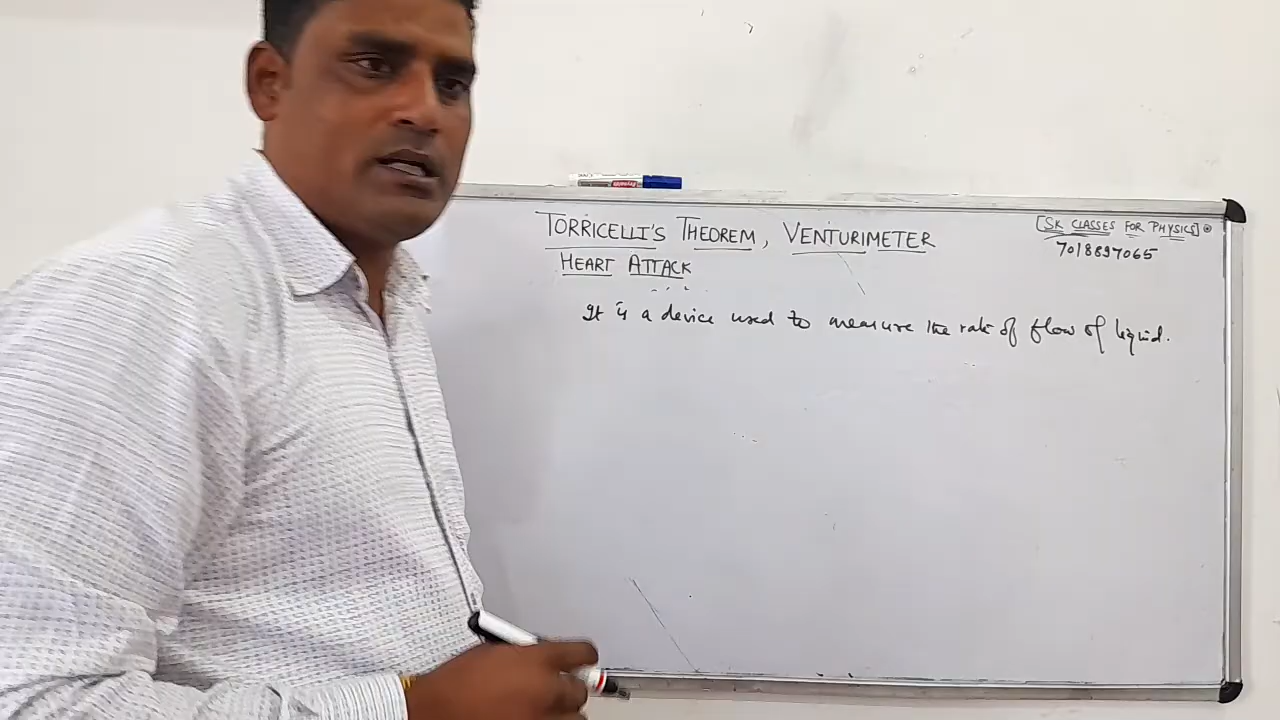 TORRICELLI'S THEOREM, VENTURIMETER
[SK CLASSES FOR PHYSICS]
7018897065
HEART ATTACK
It is a device used to measure the rate of flow of liquid.